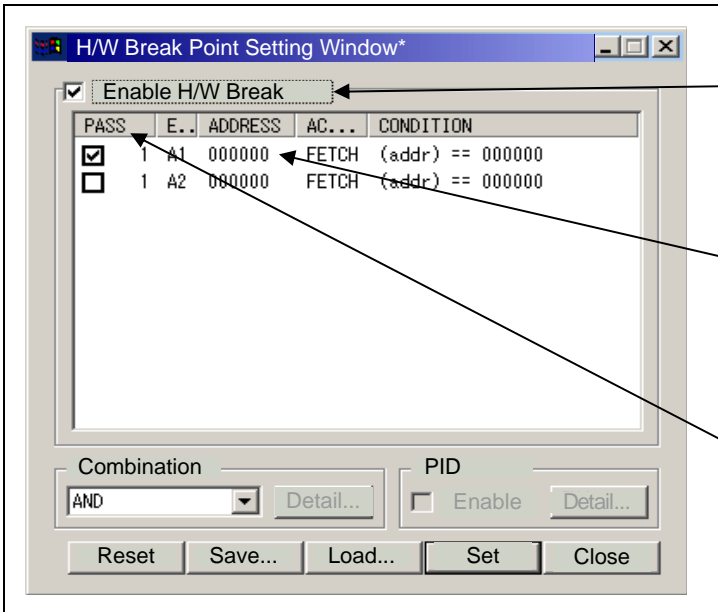 H/W Break Point Setting Window*
Enable H/W Break
PASS E.. ADDRESS AC... CONDITION
1 A1 000000 FETCH (addr) == 000000
1 A2 000000 FETCH (addr) == 000000
Combination PID
AND Detail... Enable Detail...
Reset Save... Load... Set Close